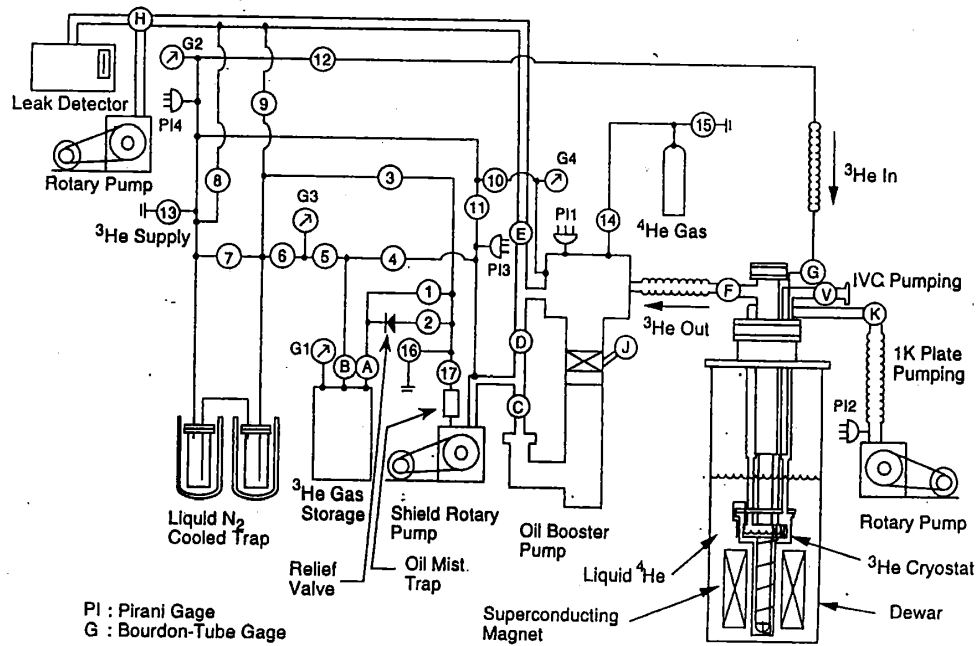 H
G2
12
Leak Detector
PI4
9
15
Rotary Pump
8
3
10
G4
3He In
13
G3
11
PI1
14
4He Gas
3He Supply
E
7
6
5
4
PI3
G
IVC Pumping
F
V
1
3He Out
K
2
D
J
1K Plate
Pumping
G1
B
A
16
17
C
PI2
3He Gas
Storage
Shield Rotary
Pump
Oil Booster
Pump
Rotary Pump
Liquid N2
Cooled Trap
Relief
Valve
Oil Mist
Trap
Liquid 4He
3He Cryostat
Superconducting
Magnet
Dewar
PI : Pirani Gage
G : Bourdon-Tube Gage